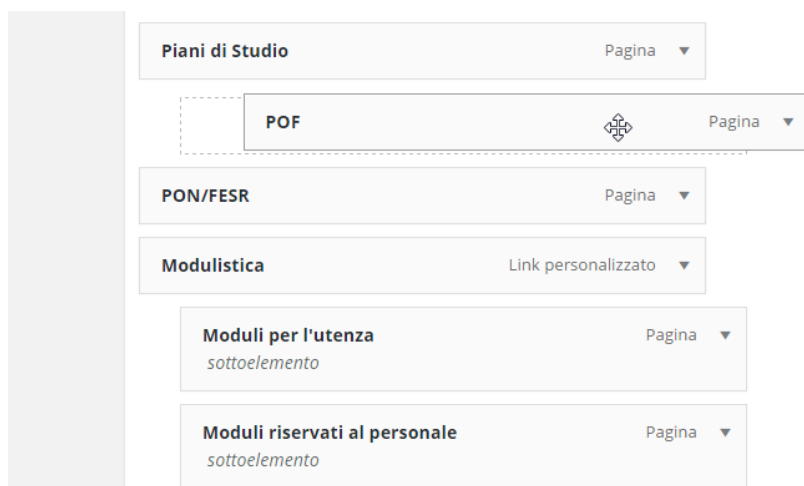 Piani di Studio Pagina
POF Pagina
PON/FESR Pagina
Modulistica Link personalizzato
Moduli per l'utenza Pagina
sottoelemento
Moduli riservati al personale Pagina
sottoelemento